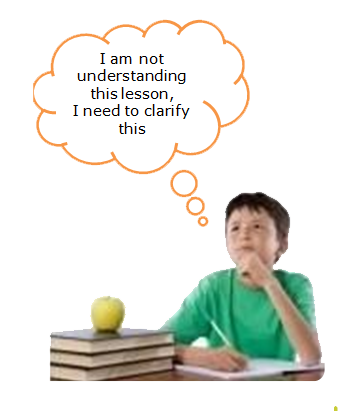 I am not
understanding
this lesson,
I need to clarify
this